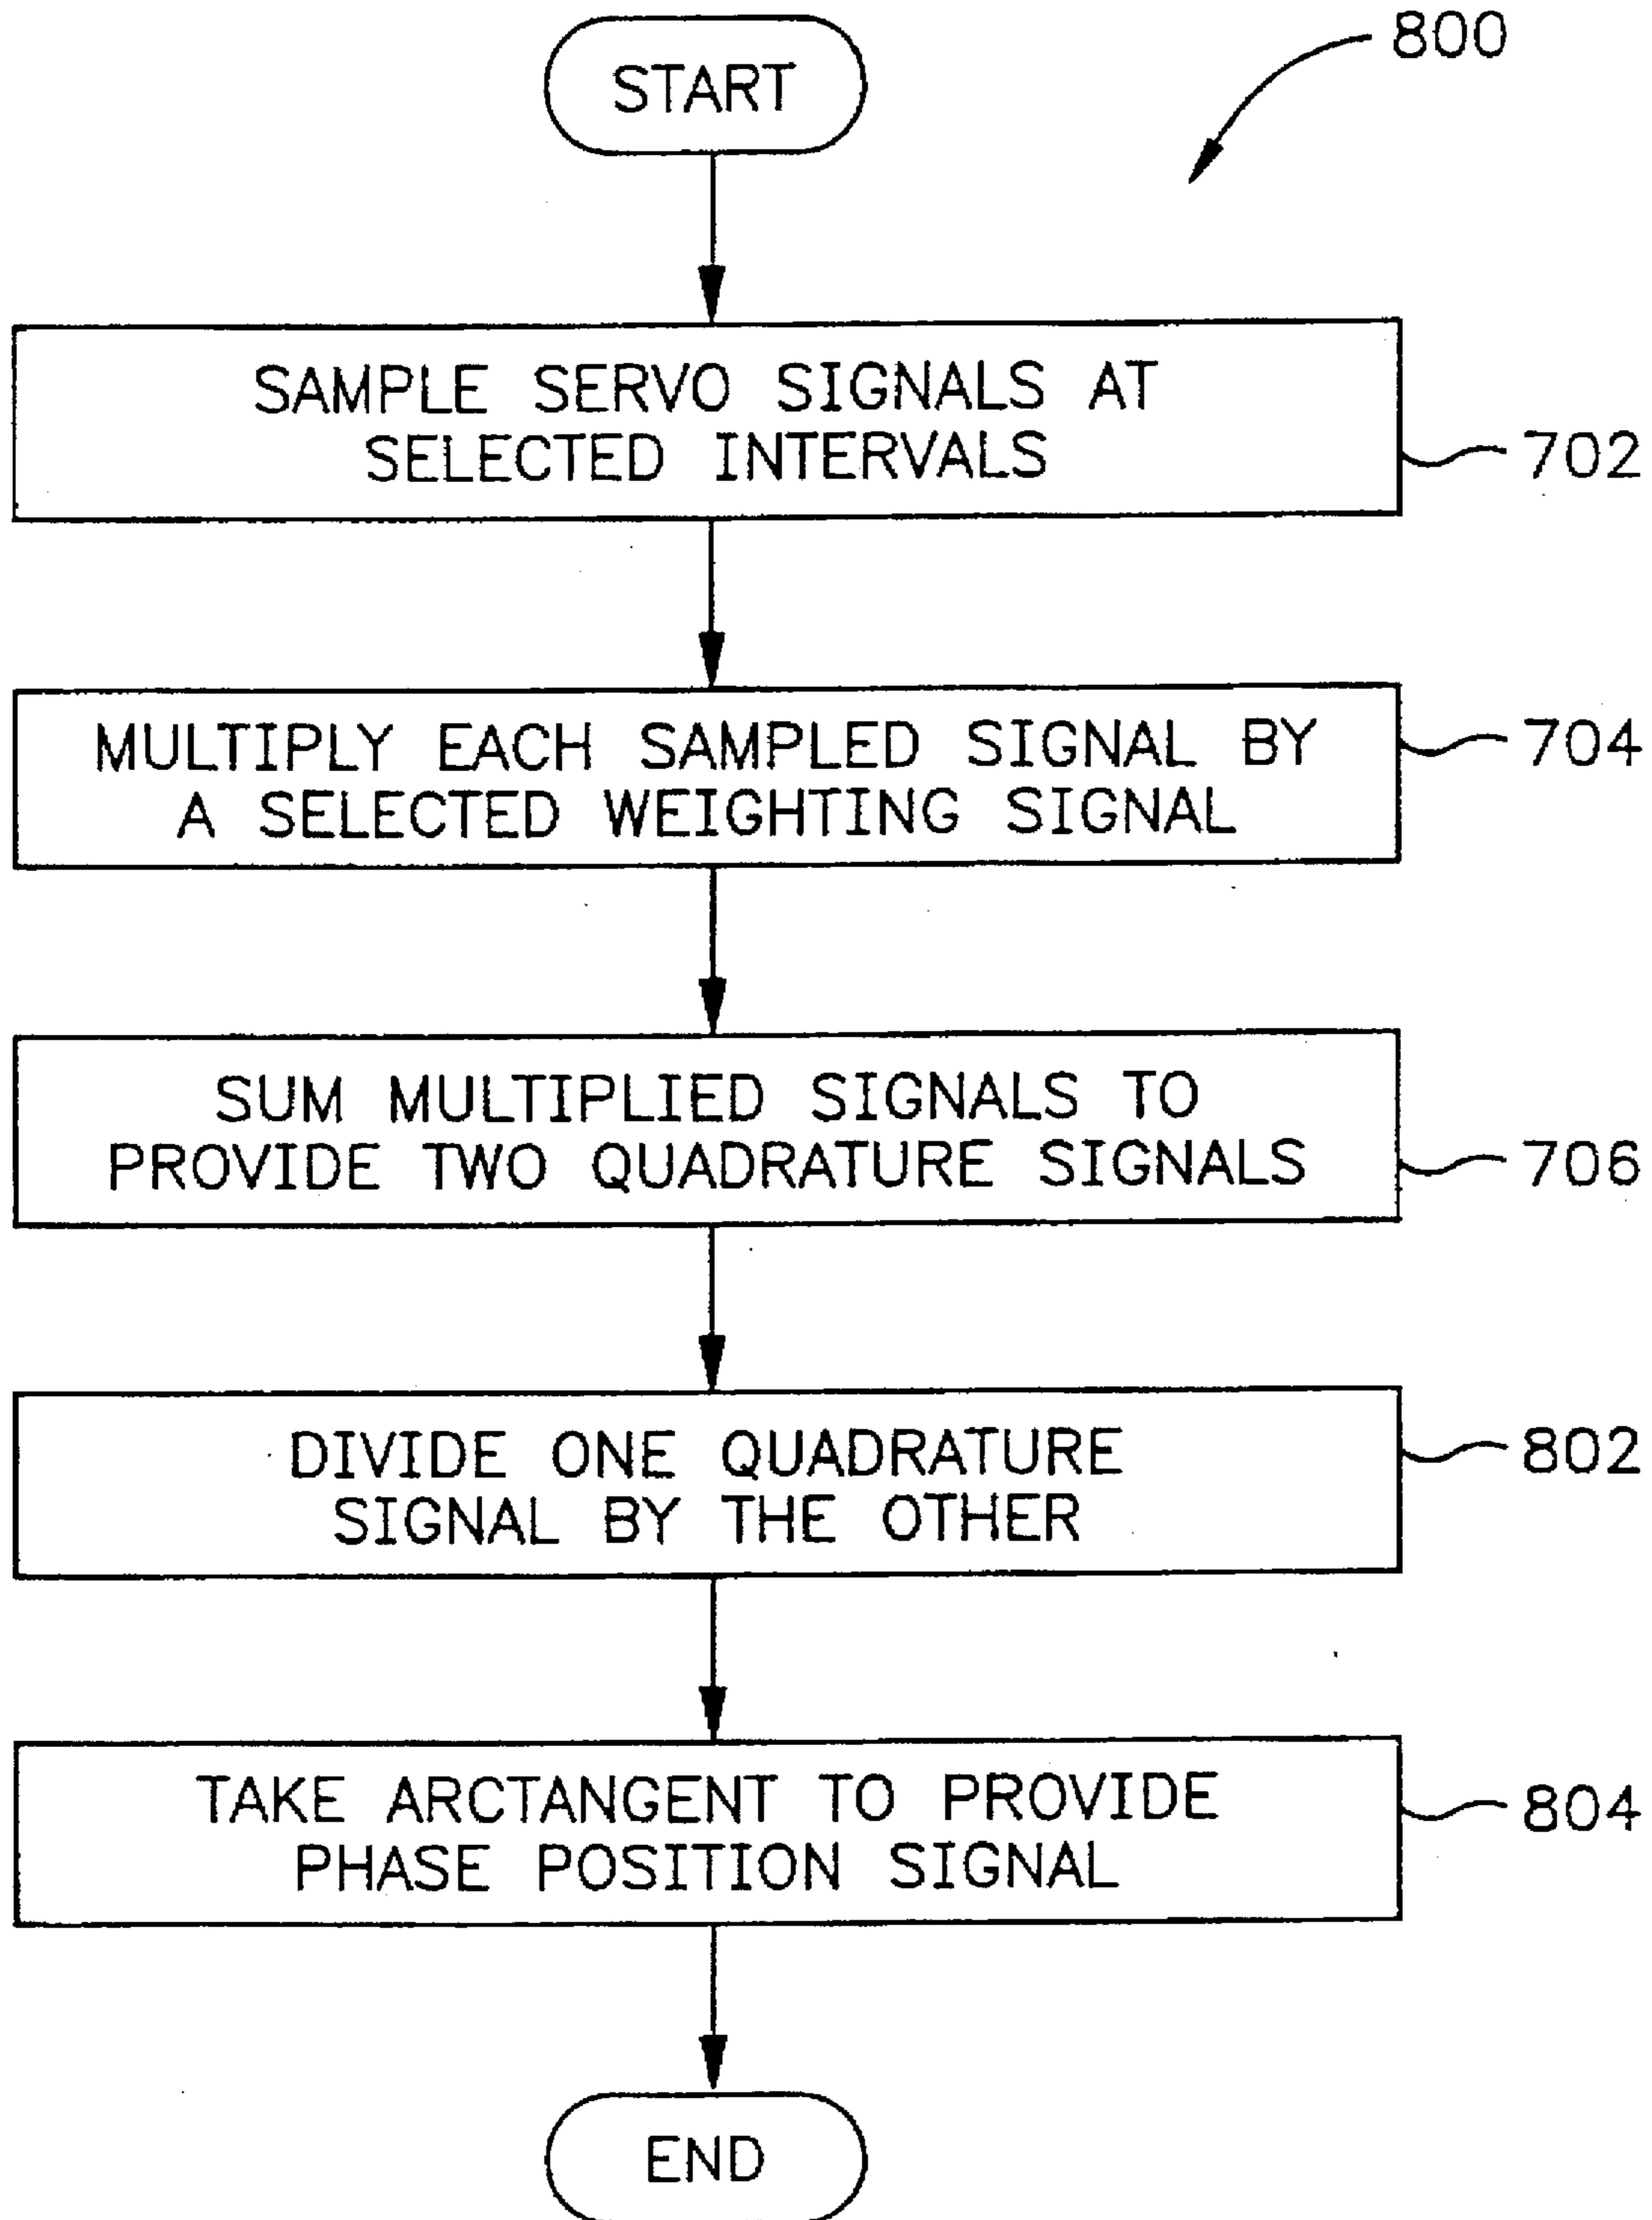 800
START
SAMPLE SERVO SIGNALS AT
SELECTED INTERVALS
702
MULTIPLY EACH SAMPLED SIGNAL BY
A SELECTED WEIGHTING SIGNAL
704
SUM MULTIPLIED SIGNALS TO
PROVIDE TWO QUADRATURE SIGNALS
706
DIVIDE ONE QUADRATURE
SIGNAL BY THE OTHER
802
TAKE ARCTANGENT TO PROVIDE
PHASE POSITION SIGNAL
804
END